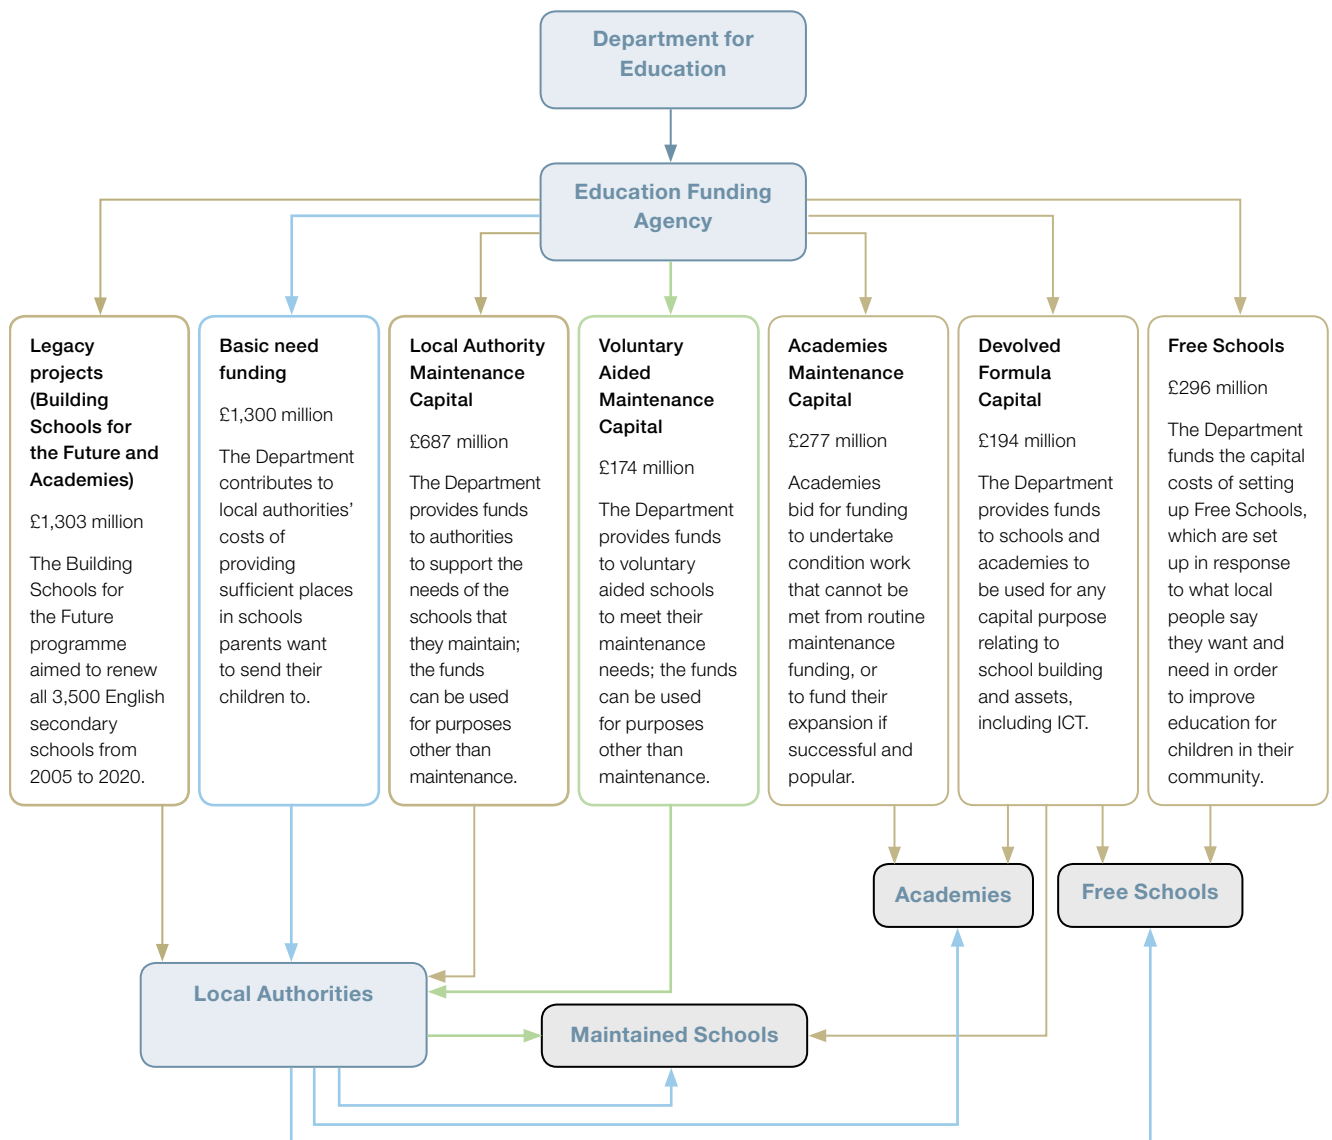 Department for
Education
Education Funding
Agency
Legacy
projects
(Building
Schools for
the Future and
Academies)
£1,303 million
The Building
Schools for
the Future
programme
aimed to renew
all 3,500 English
secondary
schools from
2005 to 2020.
Basic need
funding
£1,300 million
The Department
contributes to
local authorities’
costs of
providing
sufficient places
in schools
parents want
to send their
children to.
Local Authority
Maintenance
Capital
£687 million
The Department
provides funds
to authorities
to support the
needs of the
schools that
they maintain;
the funds
can be used
for purposes
other than
maintenance.
Voluntary
Aided
Maintenance
Capital
£174 million
The Department
provides funds
to voluntary
aided schools
to meet their
maintenance
needs; the funds
can be used
for purposes
other than
maintenance.
Academies
Maintenance
Capital
£277 million
Academies
bid for funding
to undertake
condition work
that cannot be
met from routine
maintenance
funding, or
to fund their
expansion if
successful and
popular.
Devolved
Formula
Capital
£194 million
The Department
provides funds
to schools and
academies to
be used for any
capital purpose
relating to
school building
and assets,
including ICT.
Free Schools
£296 million
The Department
funds the capital
costs of setting
up Free Schools,
which are set
up in response
to what local
people say
they want and
need in order
to improve
education for
children in their
community.
Academies
Free Schools
Local Authorities
Maintained Schools